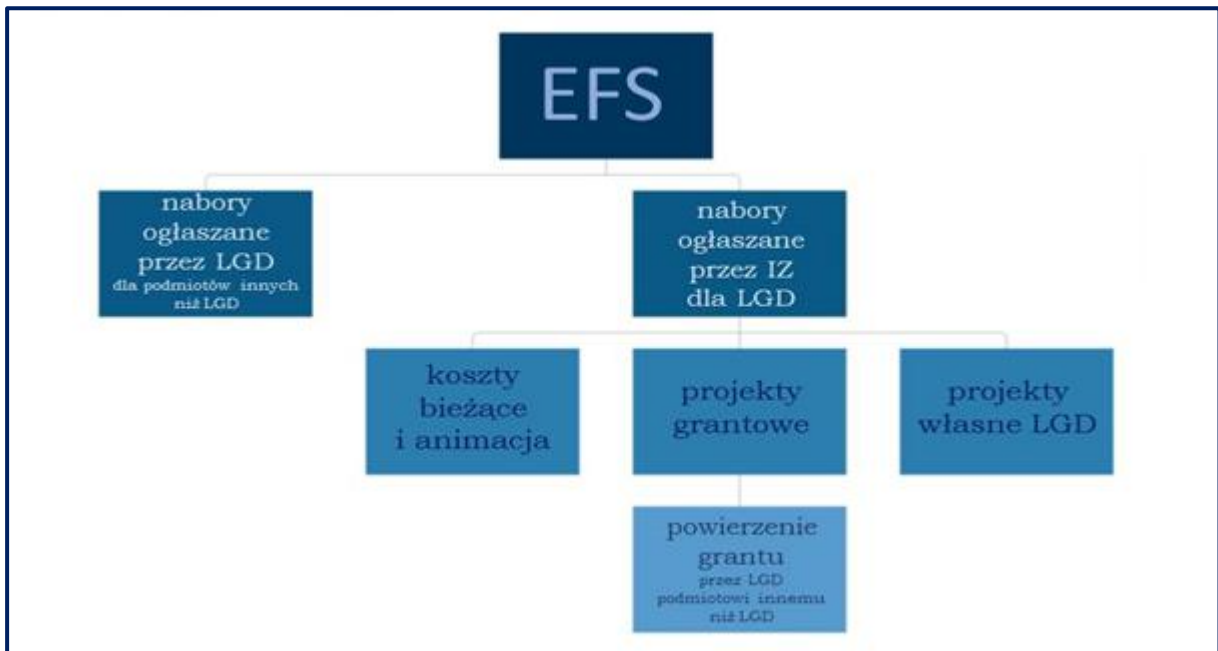 EFS
nabory
ogłaszane
przez LGD
dla podmiotów innych
niż LGD
nabory
ogłaszane
przez IZ
dla LGD
koszty
bieżące
i animacja
projekty
grantowe
projekty
własne LGD
powierzenie
grantu
przez LGD
podmiotowi innemu
niż LGD